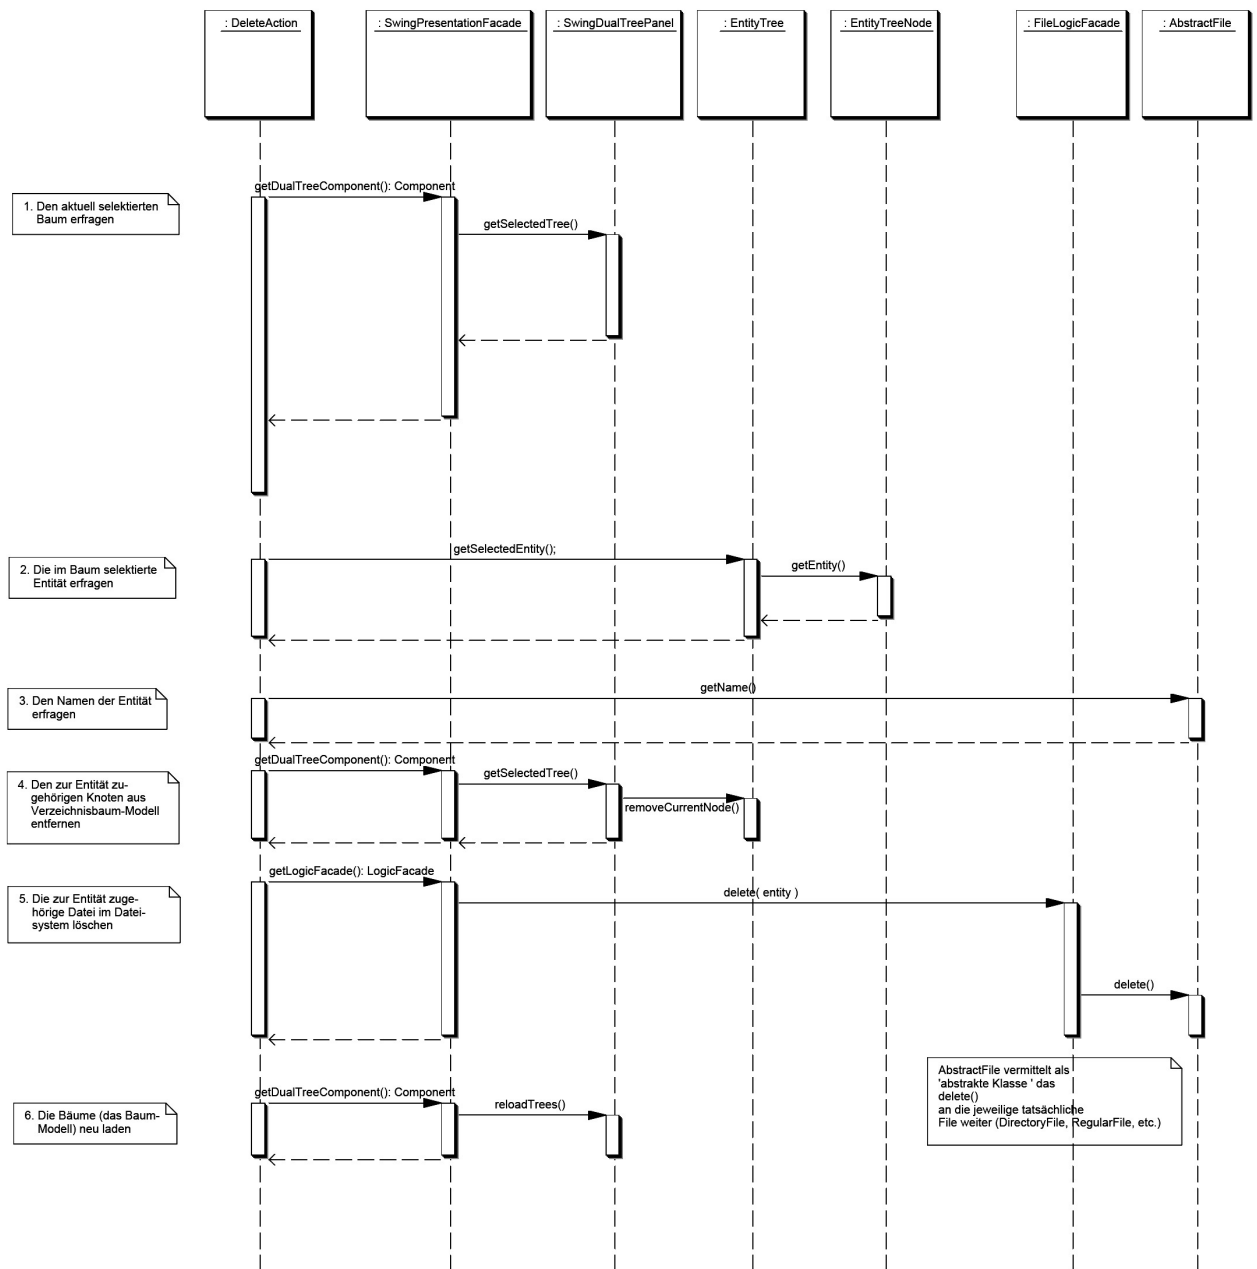 : DeleteAction
: SwingPresentationFacade
: SwingDualTreePanel
: EntityTree
: EntityTreeNode
: FileLogicFacade
: AbstractFile
getDualTreeComponent(): Component
1. Den aktuell selektierten
Baum erfragen
getSelectedTree()
2. Die im Baum selektierte
Entität erfragen
getSelectedEntity();
getEntity()
3. Den Namen der Entität
erfragen
getName()
4. Den zur Entität zu-
gehörigen Knoten aus
Verzeichnisbaum-Modell
entfernen
getDualTreeComponent(): Component
getSelectedTree()
removeCurrentNode()
5. Die zur Entität zuge-
hörige Datei im Datei-
system löschen
getLogicFacade(): LogicFacade
delete( entity )
delete()
AbstractFile vermittelt als
'abstrakte Klasse ' das
delete()
an die jeweilige tatsächliche
File weiter (DirectoryFile, RegularFile, etc.)
6. Die Bäume (das Baum-
Modell) neu laden
getDualTreeComponent(): Component
reloadTrees()